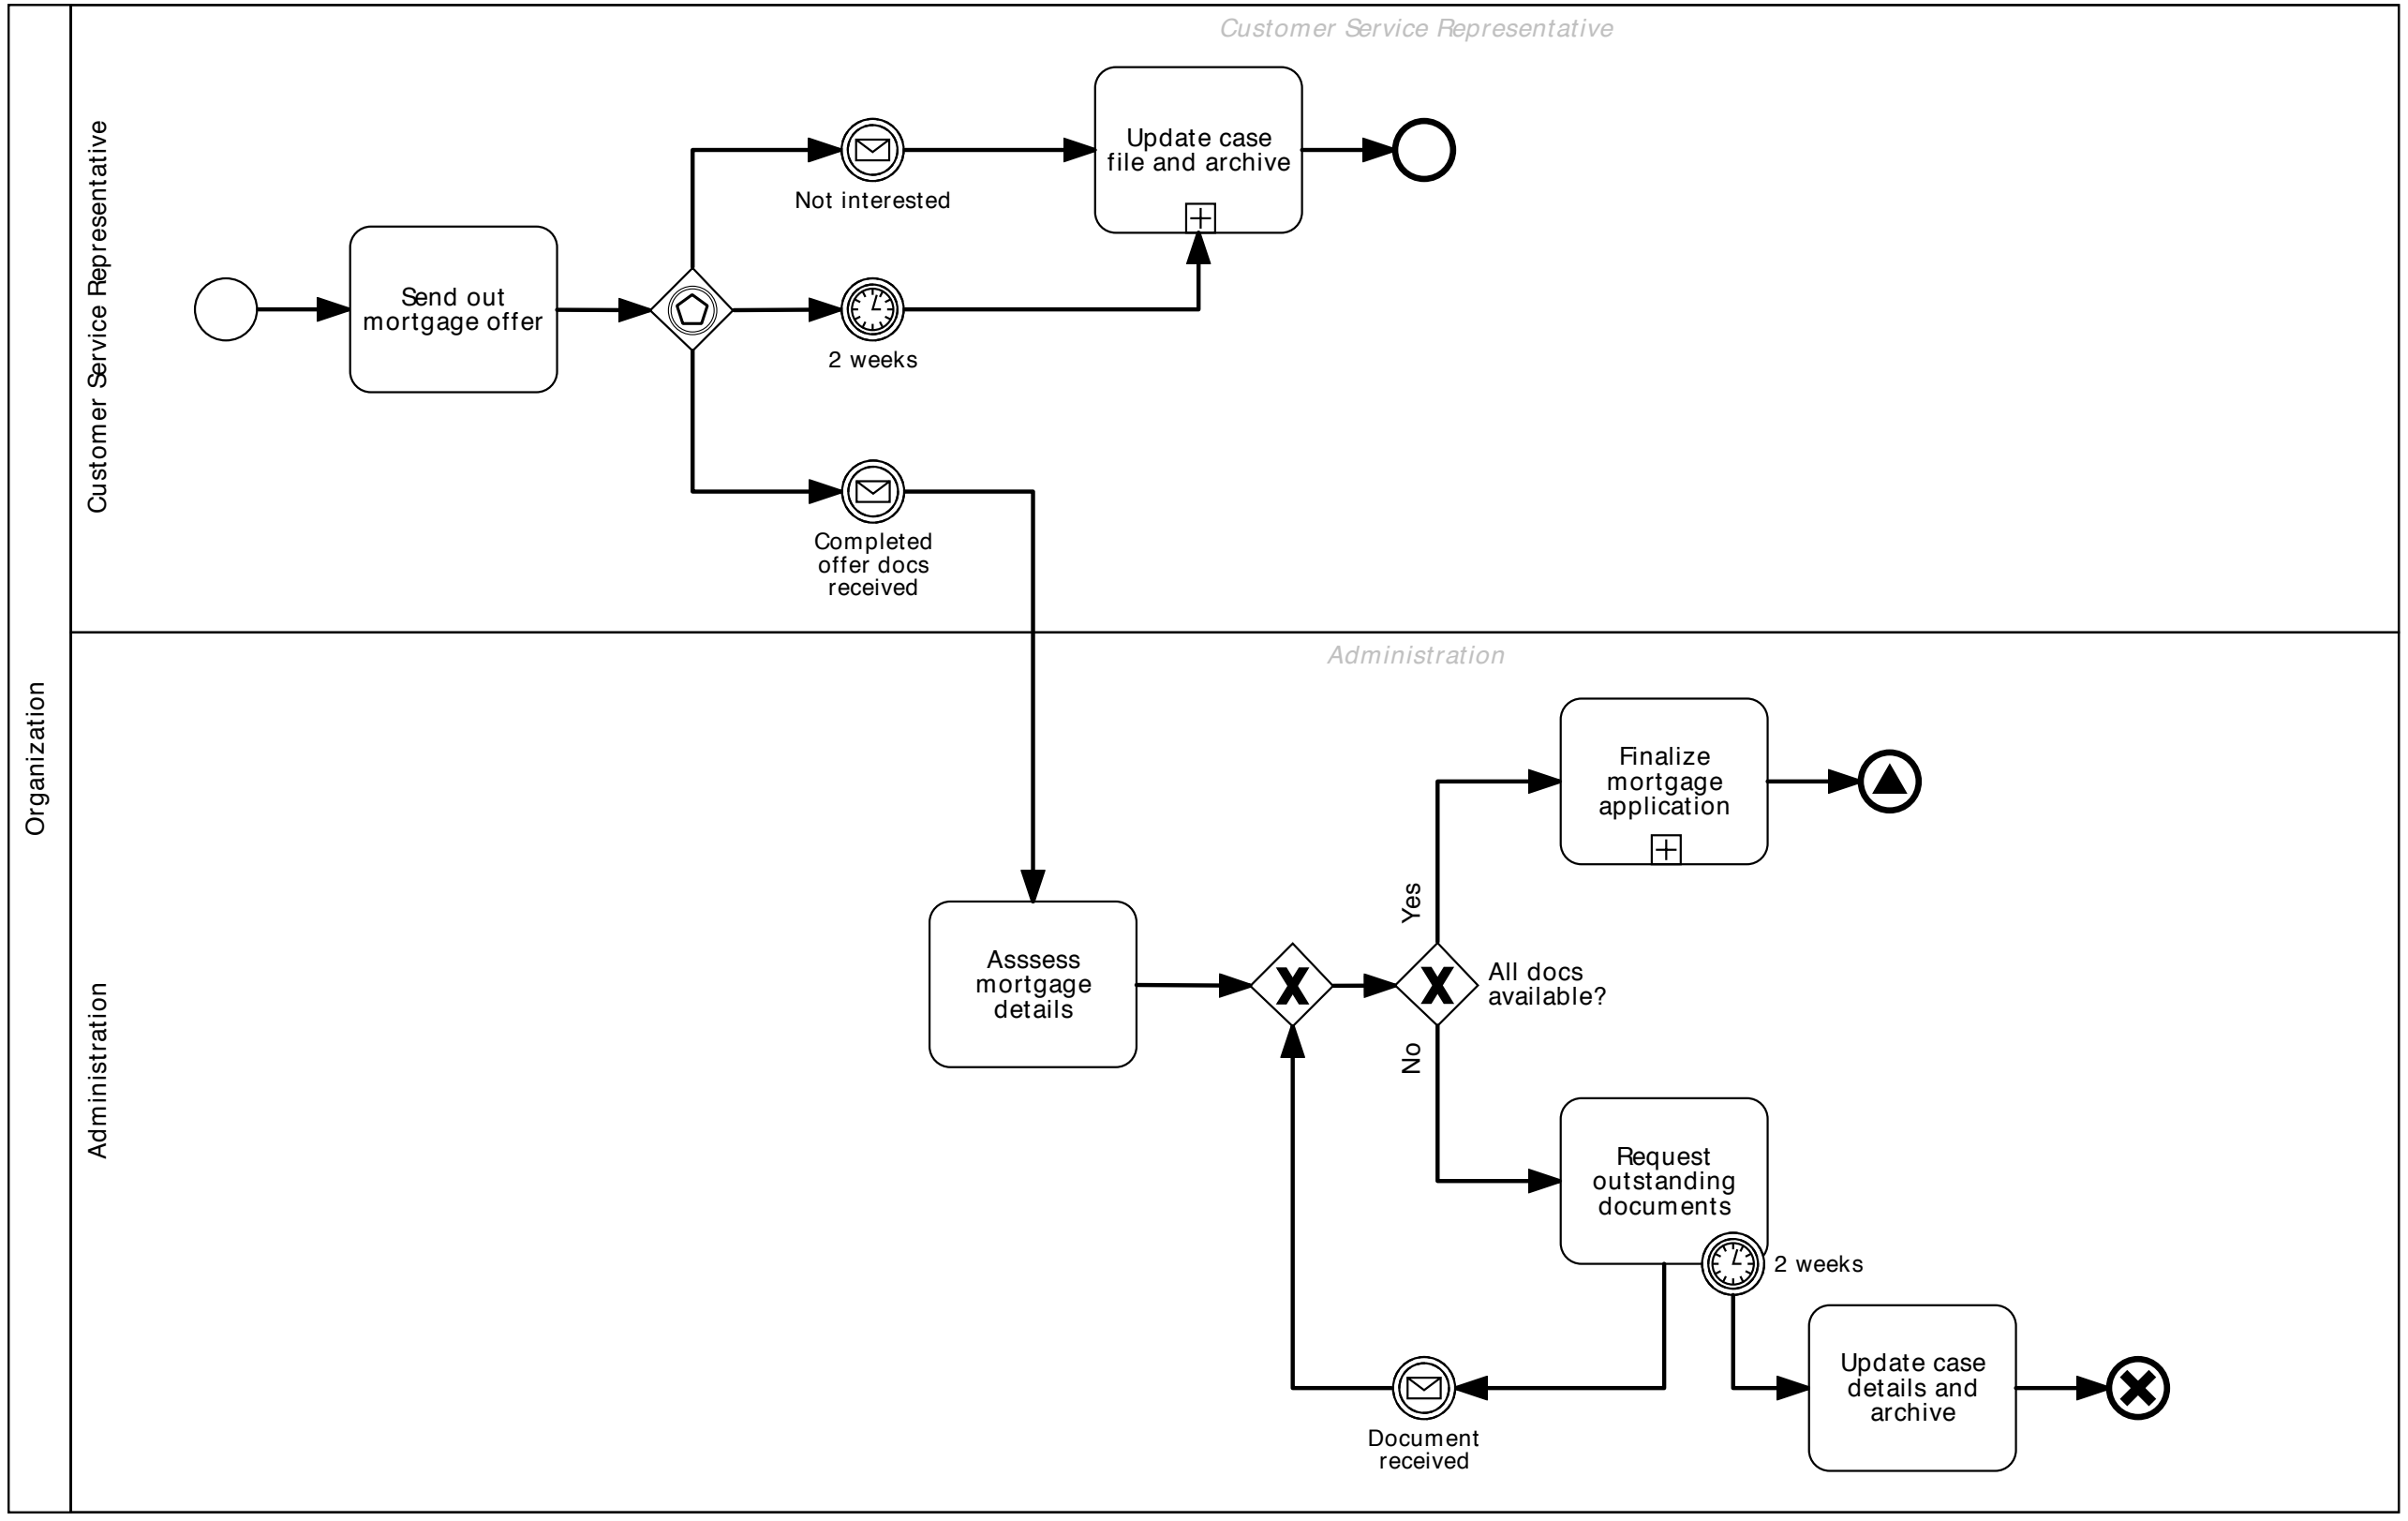 Customer Service Representative
Customer Service Representative
Update case
file and archive
Not interested
Send out
mortgage offer
2 weeks
Completed
offer docs
received
Organization
Administration
Administration
Finalize
mortgage
application
Yes
Asssess
mortgage
details
All docs
available?
No
Request
outstanding
documents
2 weeks
Update case
details and
archive
Document
received